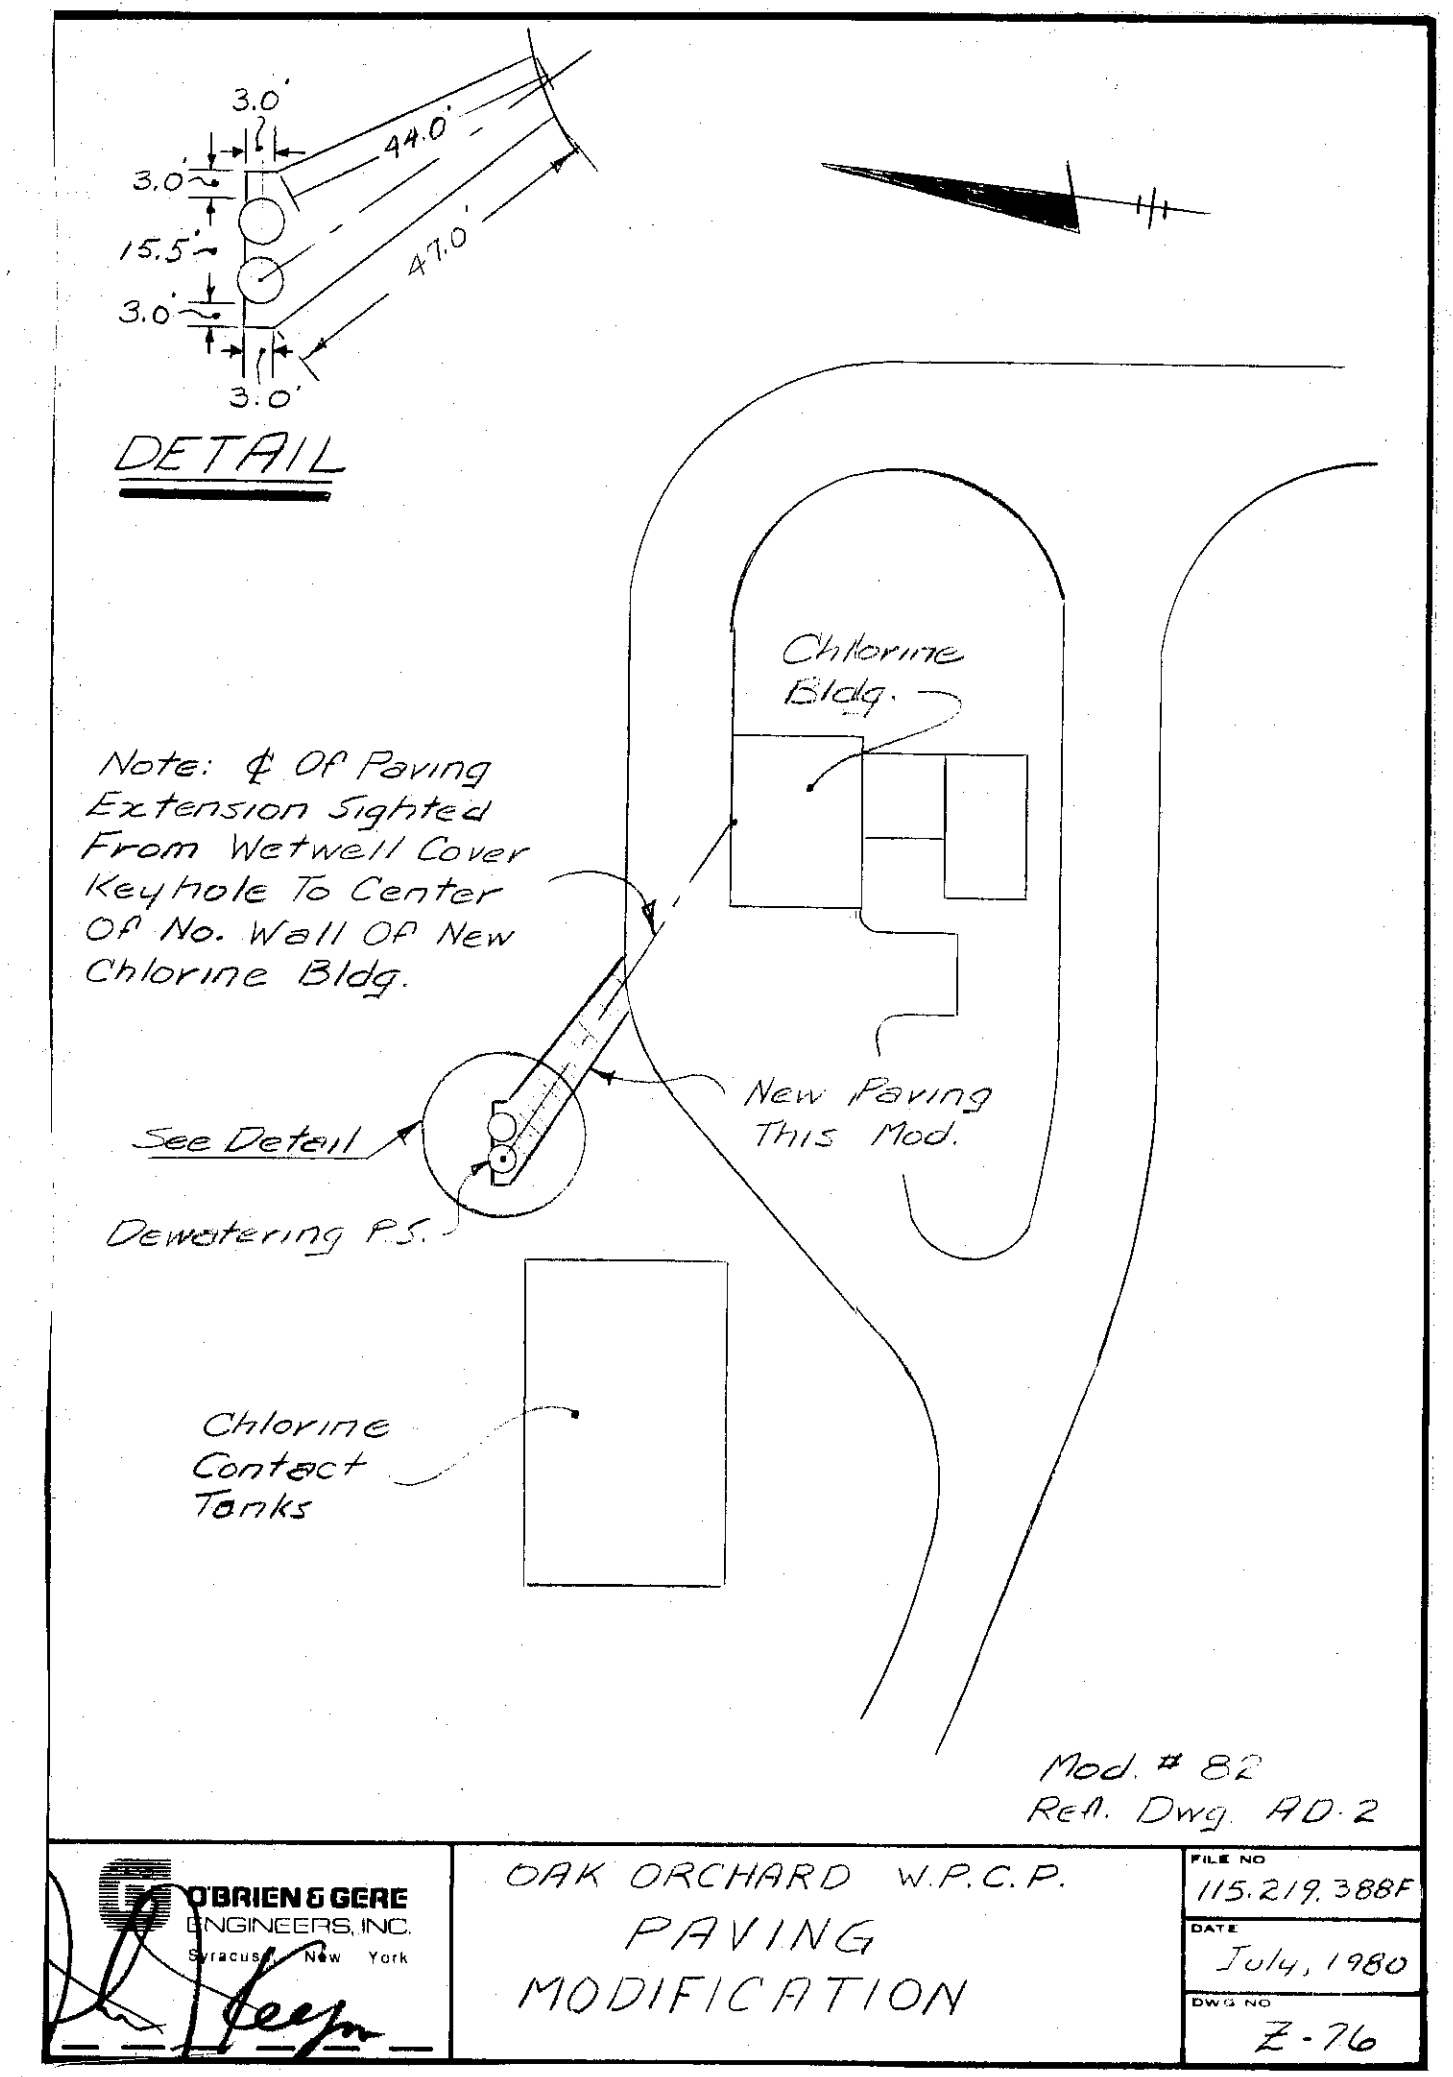 3.0'
44.0'
3.0'
15.5'
47.0'
3.0'
3.0'
DETAIL
Chlorine
Bldg.
Note: ℄ Of Paving
Extension Sighted
From Wetwell Cover
Keyhole To Center
Of No. Wall Of New
Chlorine Bldg.
New Paving
This Mod.
See Detail
Dewatering P.S.
Chlorine
Contact
Tanks
Mod. # 82
Ref. Dwg. AD-2
O'BRIEN & GERE
ENGINEERS, INC.
Syracuse, New York
OAK ORCHARD W.P.C.P.
PAVING
MODIFICATION
FILE NO
115.219.388F
DATE
July, 1980
DWG NO
Z-76